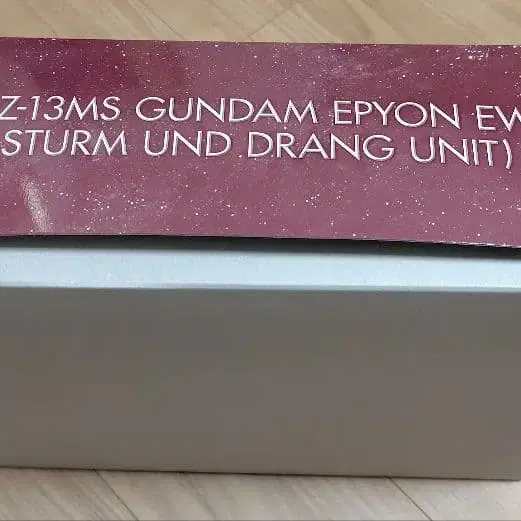 Z-13MS GUNDAM EPYON EW
STURM UND DRANG UNIT)